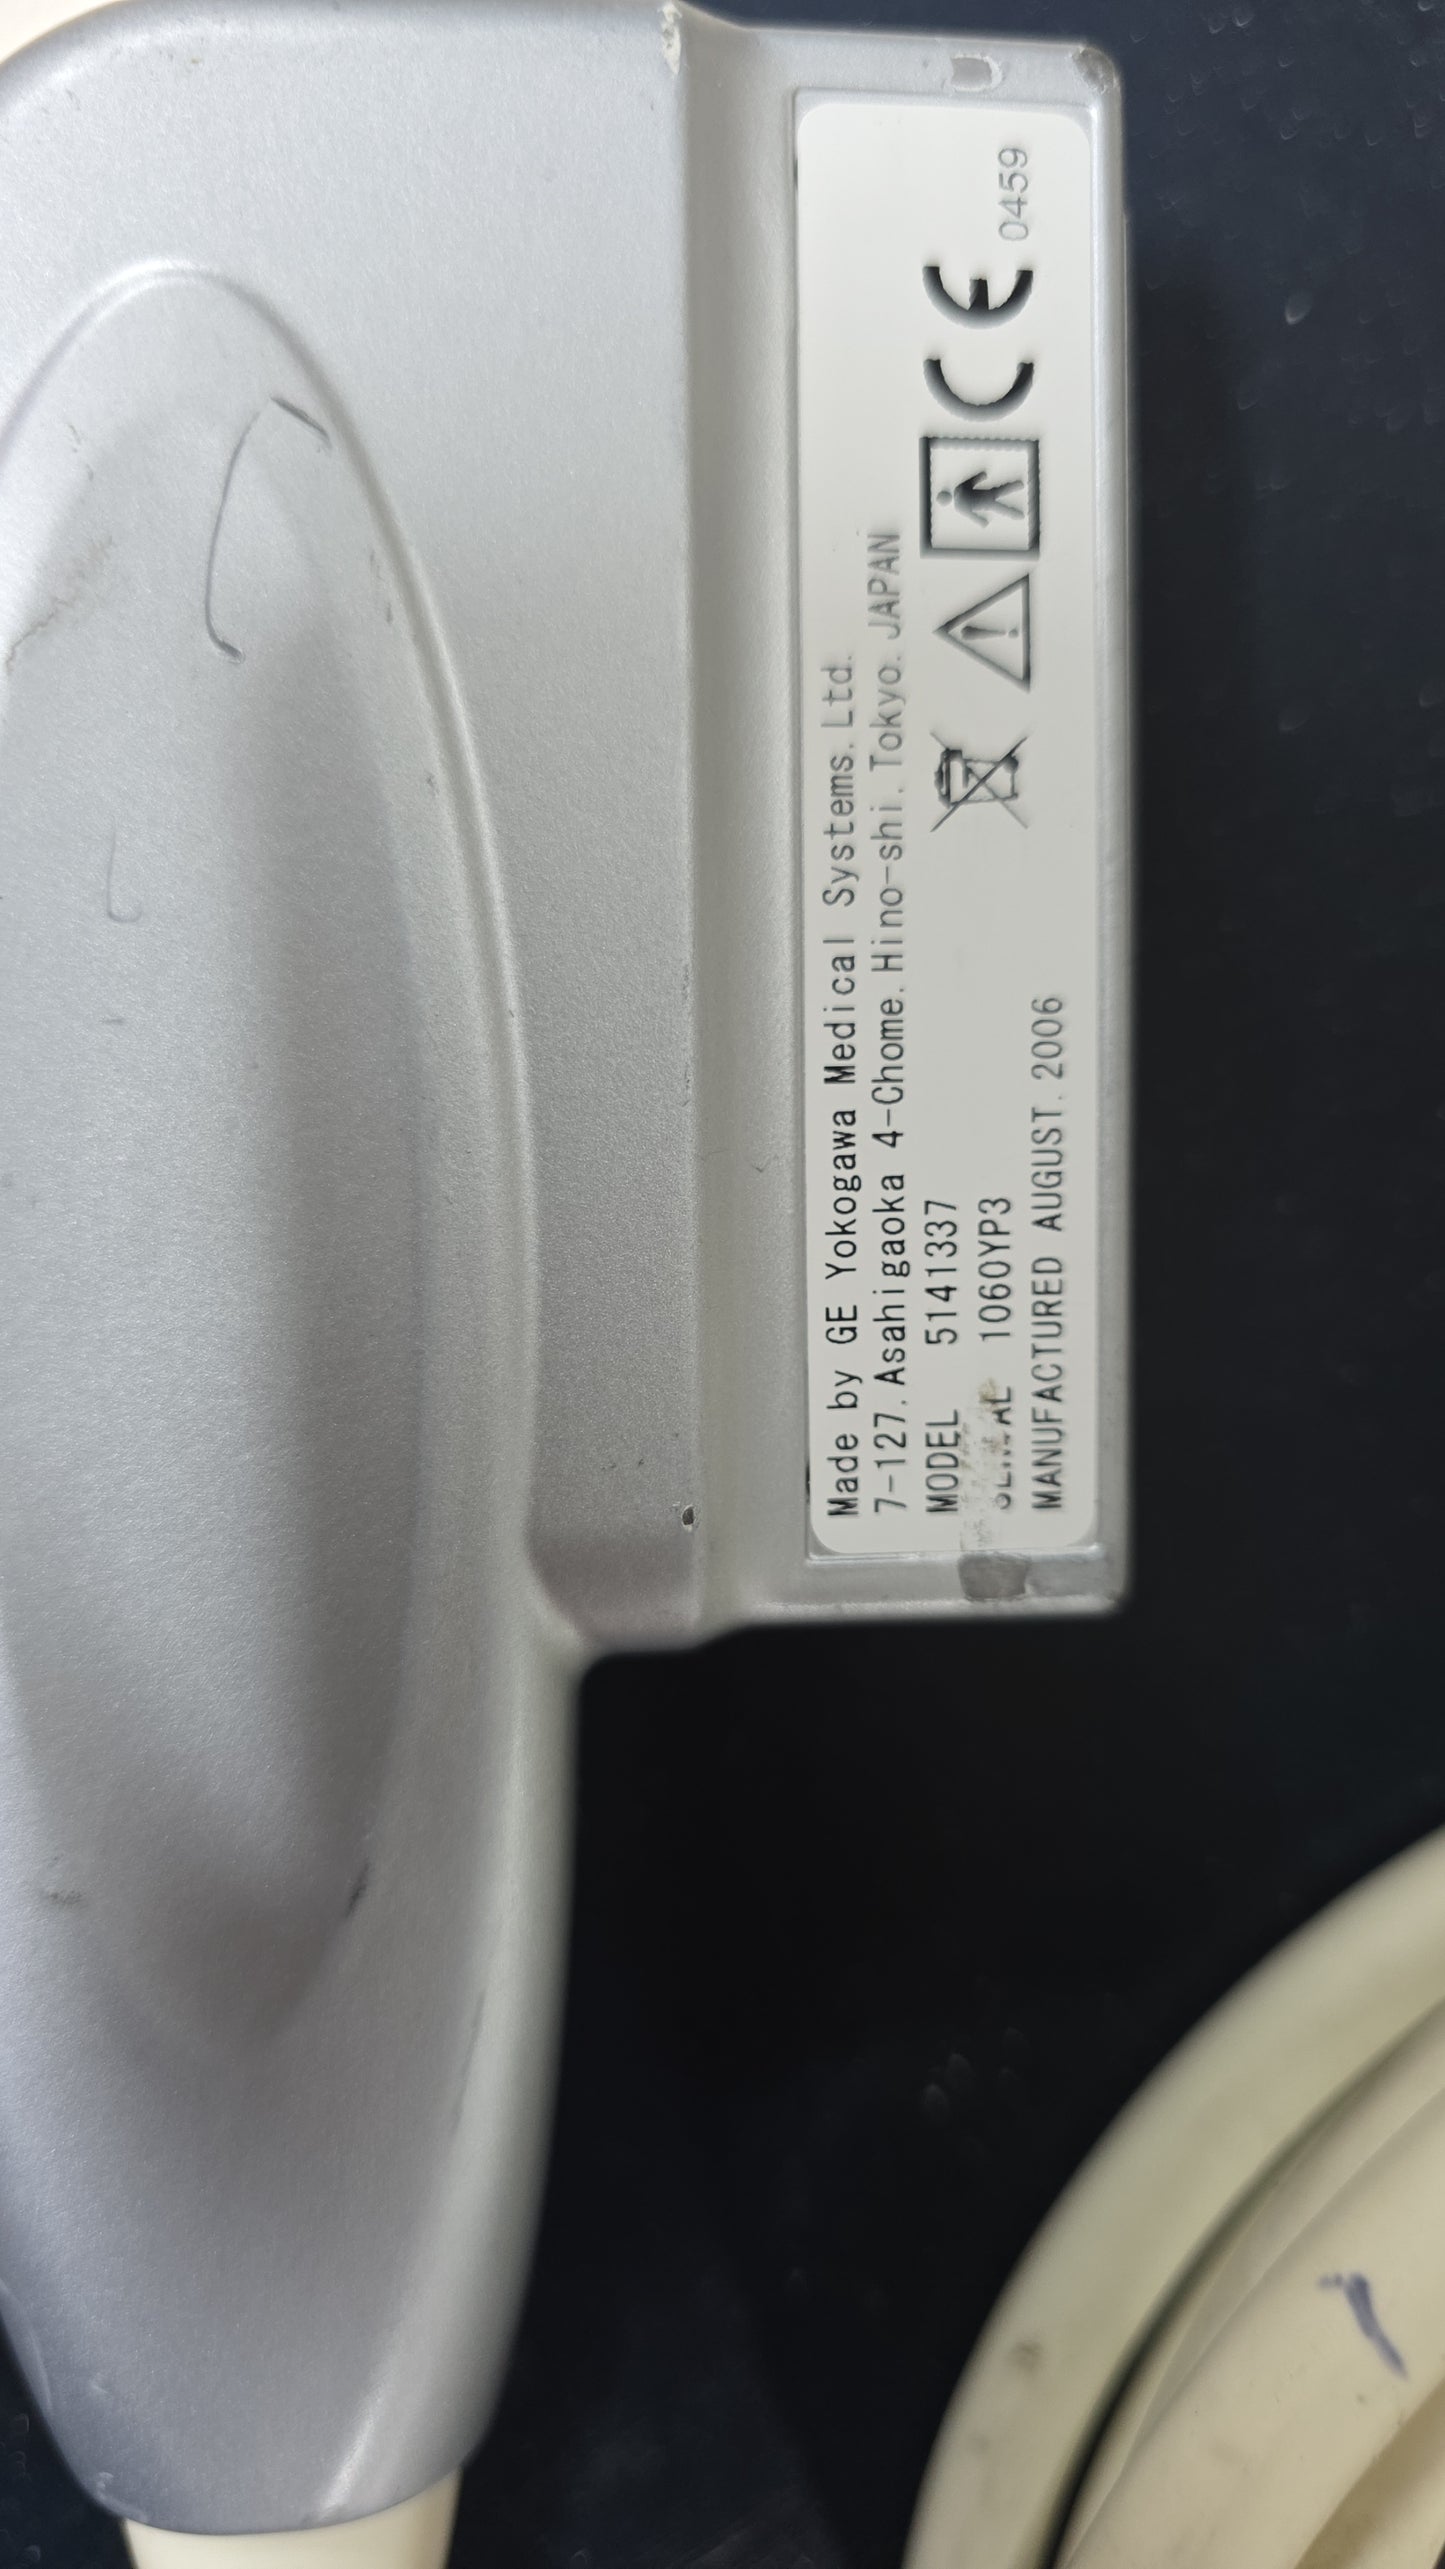 Made by GE Yokogawa Medical Systems. Ltd.
7-127. Asahigaoka 4-Chome. Hino-shi. Tokyo. JAPAN
MODEL 5141337
1060YP3
MANUFACTURED AUGUST. 2006
CE 0459